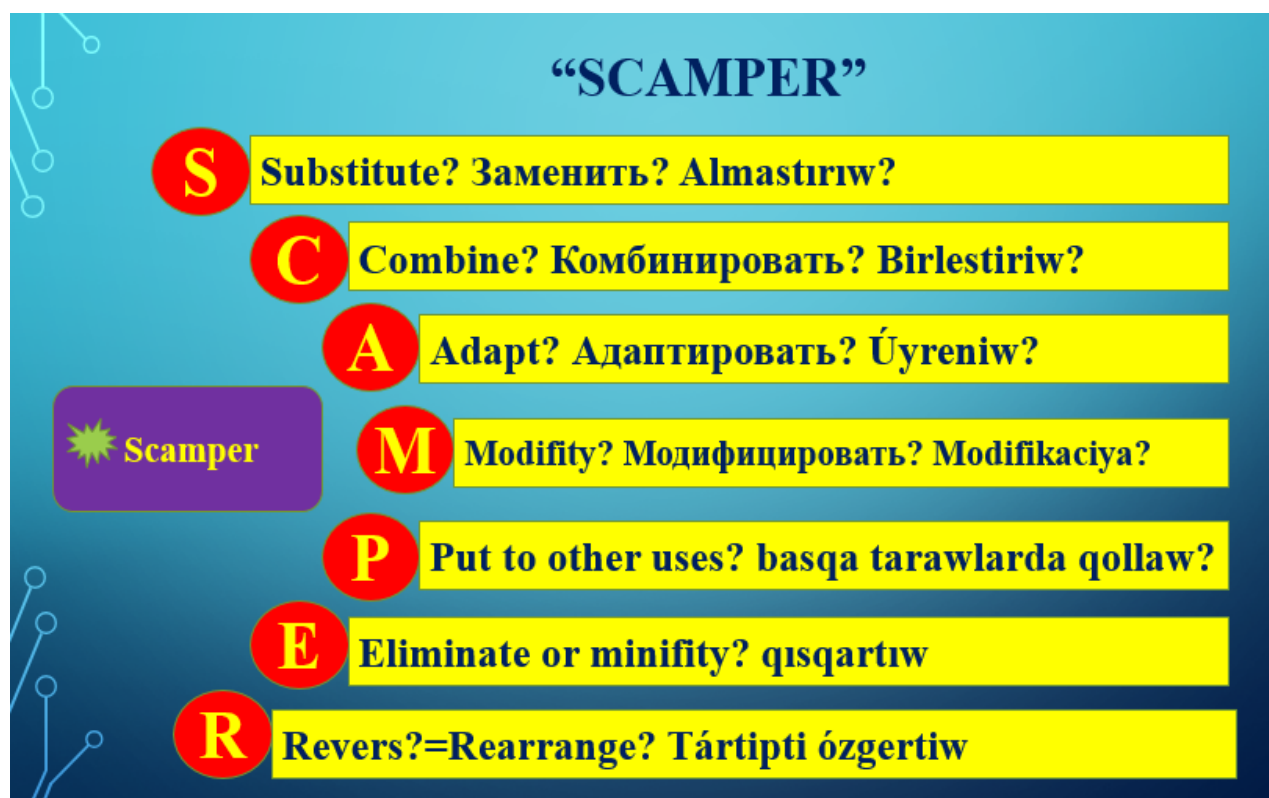 “SCAMPER”
S
Substitute? Заменить? Almastırıw?
C
Combine? Комбинировать? Birlestiriw?
A
Adapt? Адаптировать? Úyreniw?
Scamper
M
Modifity? Модифицировать? Modifikaciya?
P
Put to other uses? basqa tarawlarda qollaw?
E
Eliminate or minifity? qısqartıw
R
Revers?=Rearrange? Tártipti ózgertiw